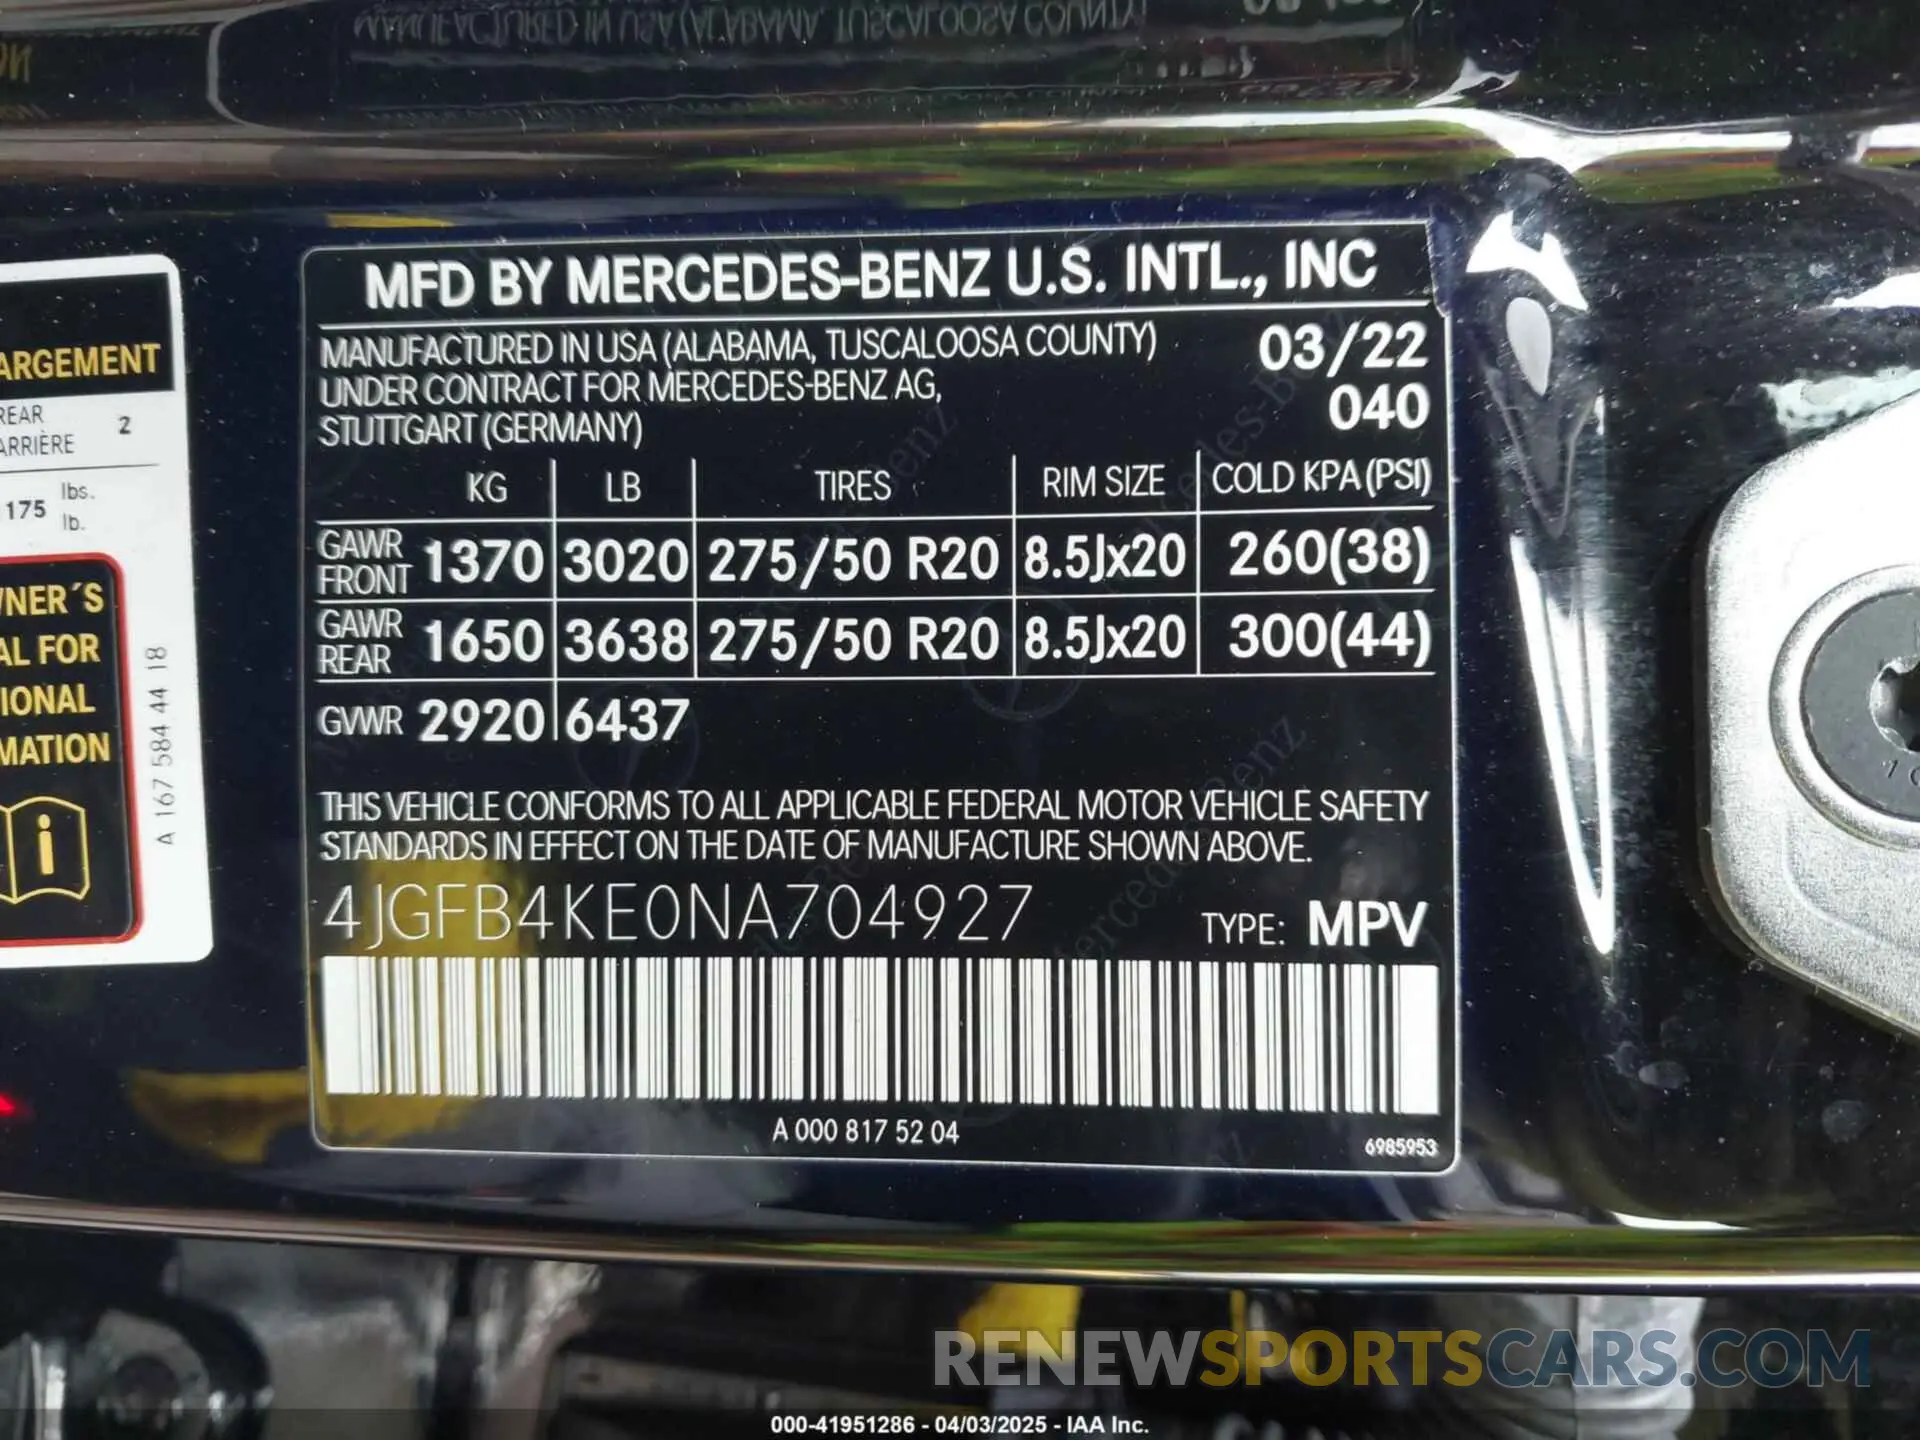 MFD BY MERCEDES-BENZ U.S. INTL., INC
MANUFACTURED IN USA (ALABAMA, TUSCALOOSA COUNTY) 03/22
UNDER CONTRACT FOR MERCEDES-BENZ AG, 040
STUTTGART (GERMANY)
KG LB TIRES RIM SIZE COLD KPA (PSI)
GAWR FRONT 1370 3020 275/50 R20 8.5Jx20 260(38)
GAWR REAR 1650 3638 275/50 R20 8.5Jx20 300(44)
GVWR 2920 6437
THIS VEHICLE CONFORMS TO ALL APPLICABLE FEDERAL MOTOR VEHICLE SAFETY
STANDARDS IN EFFECT ON THE DATE OF MANUFACTURE SHOWN ABOVE.
4JGFB4KE0NA704927 TYPE: MPV
A 000 817 52 04
6985953
ARGEMENT
REAR
ARRIÈRE 2
175 lbs.
lb.
WNER´S
AL FOR
IONAL
MATION
A 167 584 44 18
RENEWSPORTSCARS.COM
000-41951286 - 04/03/2025 - IAA Inc.